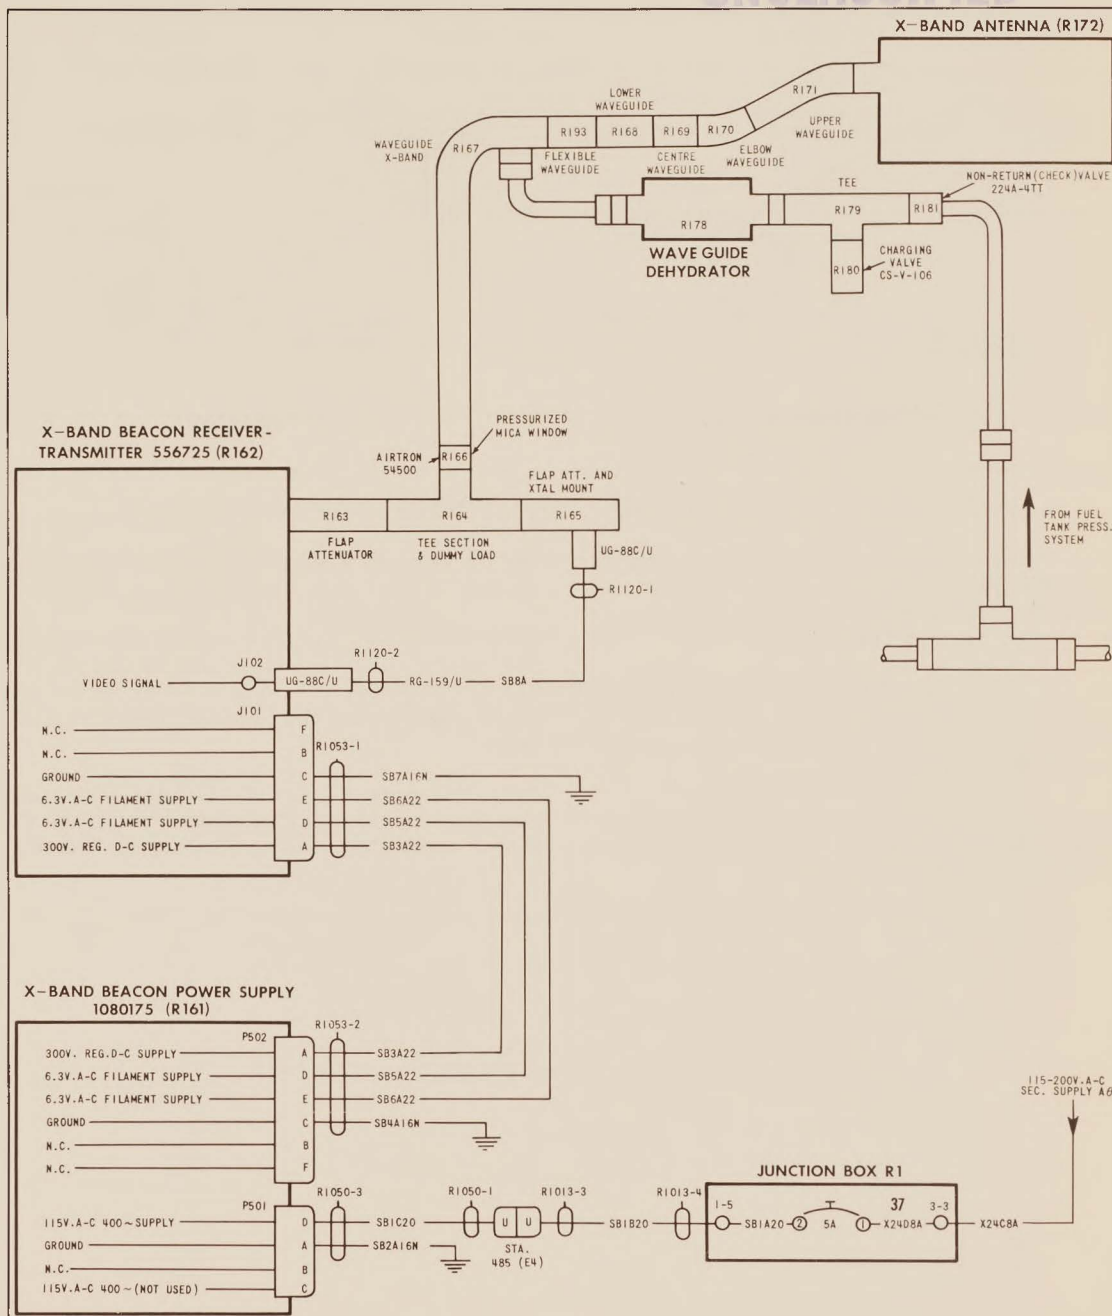 X-BAND ANTENNA (R172)
LOWER
WAVEGUIDE
R171
UPPER
WAVEGUIDE
WAVEGUIDE
X-BAND
R167
R193
R168
R169
R170
ELBOW
WAVEGUIDE
FLEXIBLE
WAVEGUIDE
CENTRE
WAVEGUIDE
TEE
NON-RETURN (CHECK) VALVE
224A-4TT
R178
R179
R181
WAVE GUIDE
DEHYDRATOR
R180
CHARGING
VALVE
CS-V-106
X-BAND BEACON RECEIVER-
TRANSMITTER 556725 (R162)
PRESSURIZED
MICA WINDOW
AIRTRON
54500
R166
FLAP ATT. AND
XTAL MOUNT
R163
R164
R165
FLAP
ATTENUATOR
TEE SECTION
& DUMMY LOAD
UG-88C/U
R1120-1
FROM FUEL
TANK PRESS.
SYSTEM
R1120-2
J102
VIDEO SIGNAL
UG-88C/U
RG-159/U
SB8A
J101
R1053-1
N.C.
F
N.C.
B
GROUND
C
SB7A16N
6.3V.A-C FILAMENT SUPPLY
E
SB6A22
6.3V.A-C FILAMENT SUPPLY
D
SB5A22
300V. REG. D-C SUPPLY
A
SB3A22
X-BAND BEACON POWER SUPPLY
1080175 (R161)
P502
R1053-2
300V. REG.D-C SUPPLY
A
SB3A22
6.3V.A-C FILAMENT SUPPLY
D
SB5A22
6.3V.A-C FILAMENT SUPPLY
E
SB6A22
GROUND
C
SB4A16N
N.C.
B
N.C.
F
115-200V.A-C
SEC. SUPPLY A6
JUNCTION BOX R1
P501
R1050-3
R1050-1
R1013-3
R1013-4
1-5
37
3-3
115V.A-C 400~SUPPLY
D
SB1C20
U
U
SB1B20
SB1A20
2
5A
1
X24D8A
X24C8A
GROUND
A
SB2A16N
STA.
485 (E4)
N.C.
B
115V.A-C 400~(NOT USED)
C